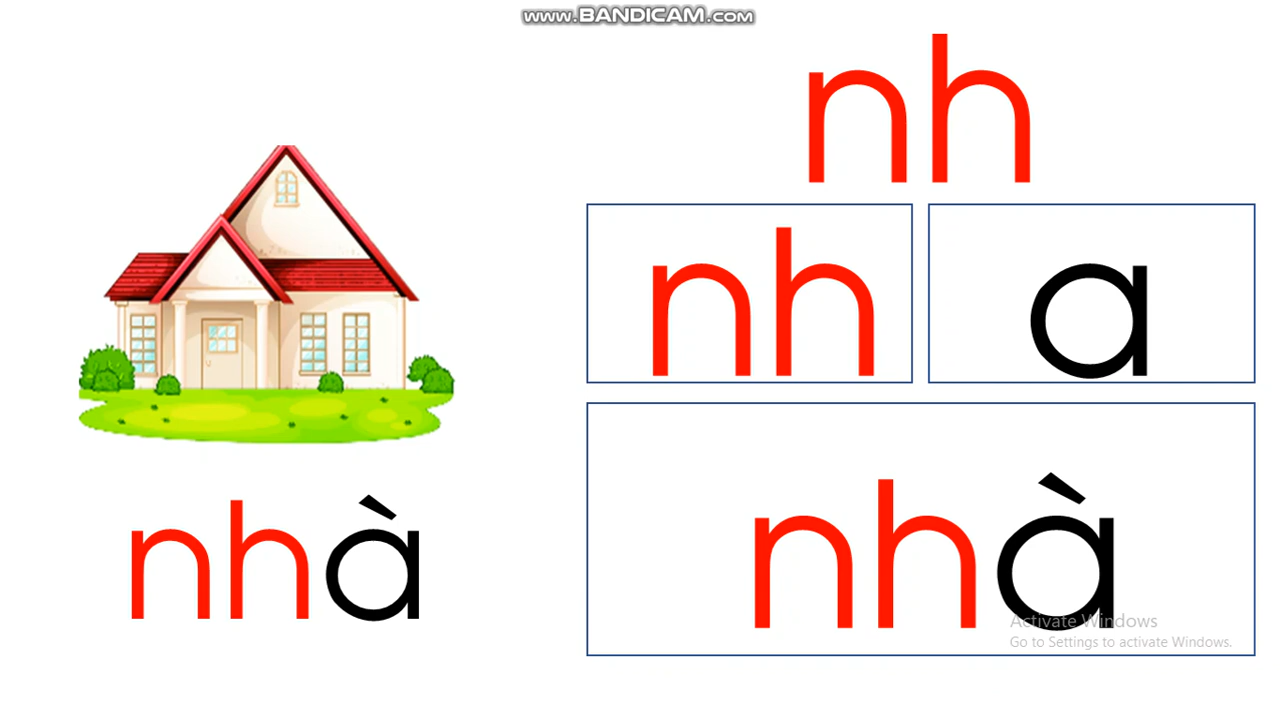 www.BANDICAM.com
nh
nh a
nhà
nhà
Activate Windows
Go to Settings to activate Windows.